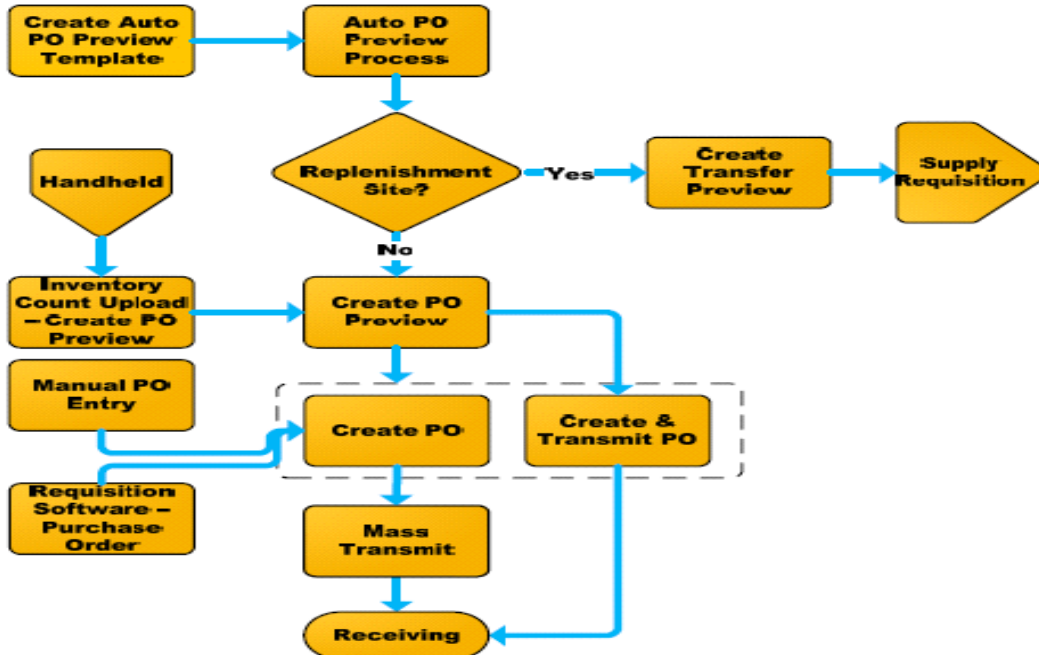 Create Auto
PO Preview
Template
Auto PO
Preview
Process
Handheld
Replenishment
Site?
Yes
Create
Transfer
Preview
Supply
Requisition
No
Inventory
Count Upload
– Create PO
Preview
Create PO
Preview
Manual PO
Entry
Create PO
Create &
Transmit PO
Requisition
Software –
Purchase
Order
Mass
Transmit
Receiving